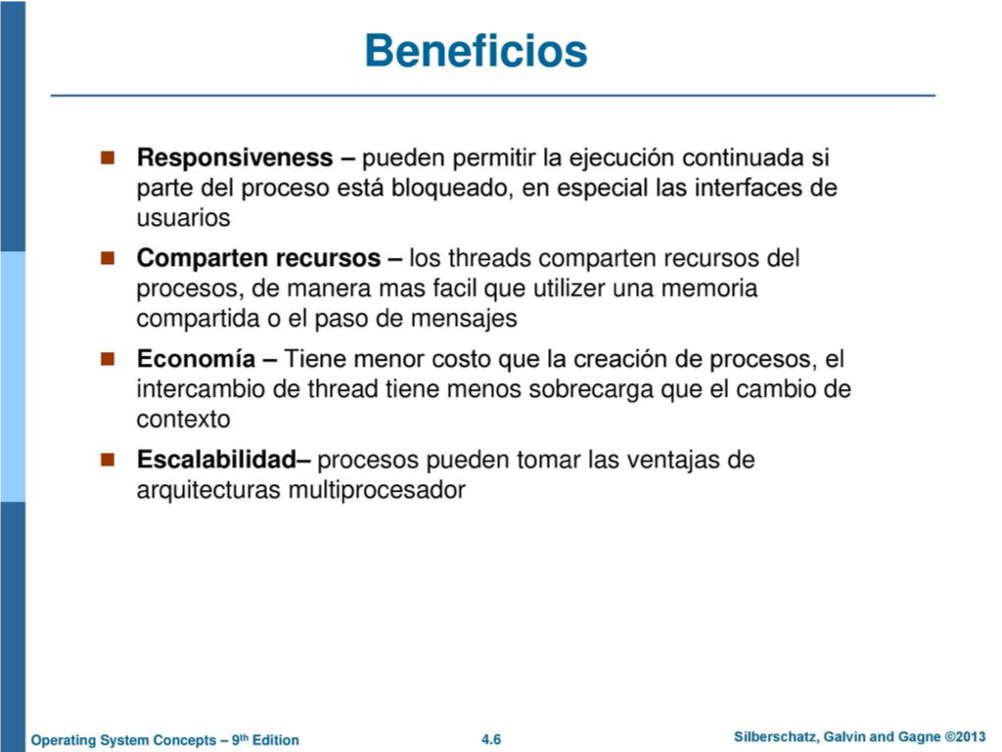 Beneficios
Responsiveness – pueden permitir la ejecución continuada si
parte del proceso está bloqueado, en especial las interfaces de
usuarios
Comparten recursos – los threads comparten recursos del
procesos, de manera mas facil que utilizer una memoria
compartida o el paso de mensajes
Economía – Tiene menor costo que la creación de procesos, el
intercambio de thread tiene menos sobrecarga que el cambio de
contexto
Escalabilidad– procesos pueden tomar las ventajas de
arquitecturas multiprocesador
Operating System Concepts – 9th Edition
4.6
Silberschatz, Galvin and Gagne ©2013